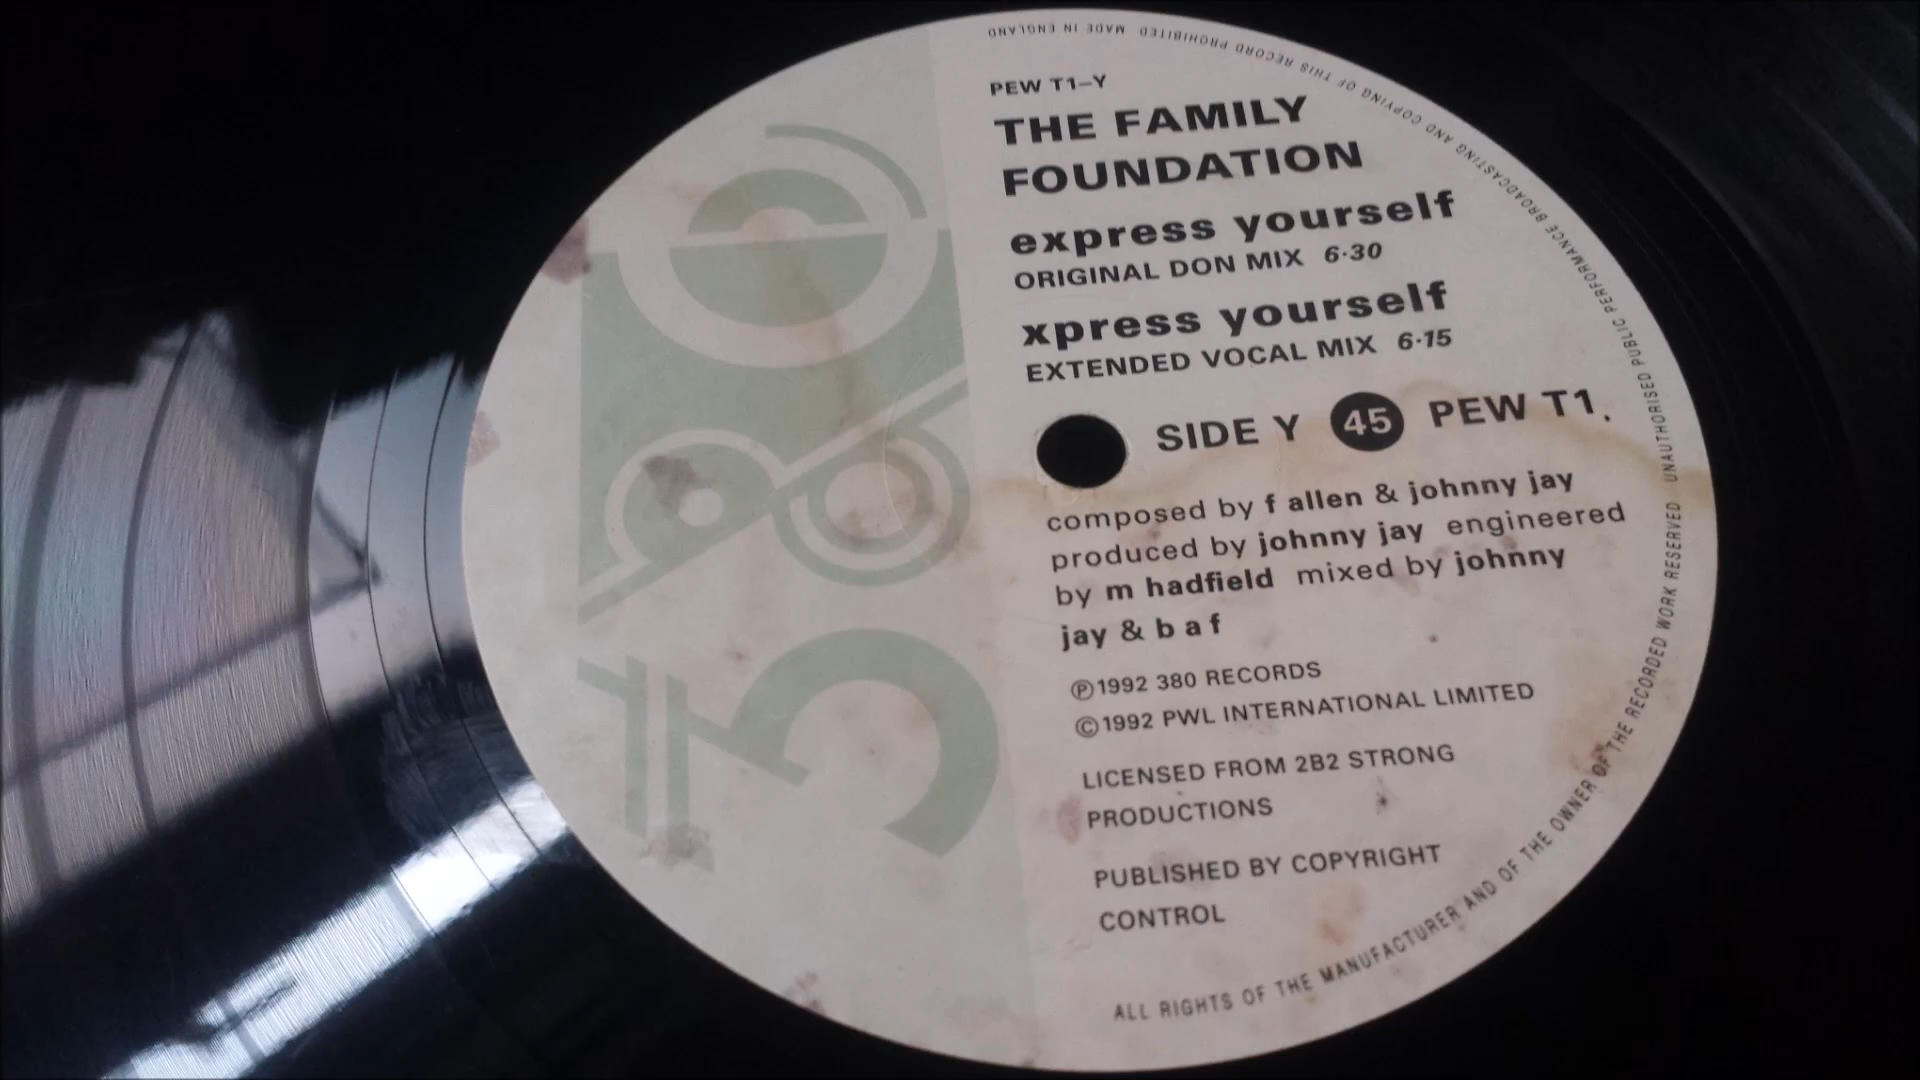 PEW T1–Y
THE FAMILY
FOUNDATION
express yourself
ORIGINAL DON MIX 6·30
xpress yourself
EXTENDED VOCAL MIX 6·15
SIDE Y 45 PEW T1.
composed by f allen & johnny jay
produced by johnny jay engineered
by m hadfield mixed by johnny
jay & b a f
℗1992 380 RECORDS
©1992 PWL INTERNATIONAL LIMITED
LICENSED FROM 2B2 STRONG
PRODUCTIONS
PUBLISHED BY COPYRIGHT
CONTROL
ALL RIGHTS OF THE MANUFACTURER AND OF THE OWNER OF THE RECORDED WORK RESERVED UNAUTHORISED PUBLIC PERFORMANCE BROADCASTING AND COPYING OF THIS RECORD PROHIBITED MADE IN ENGLAND
380